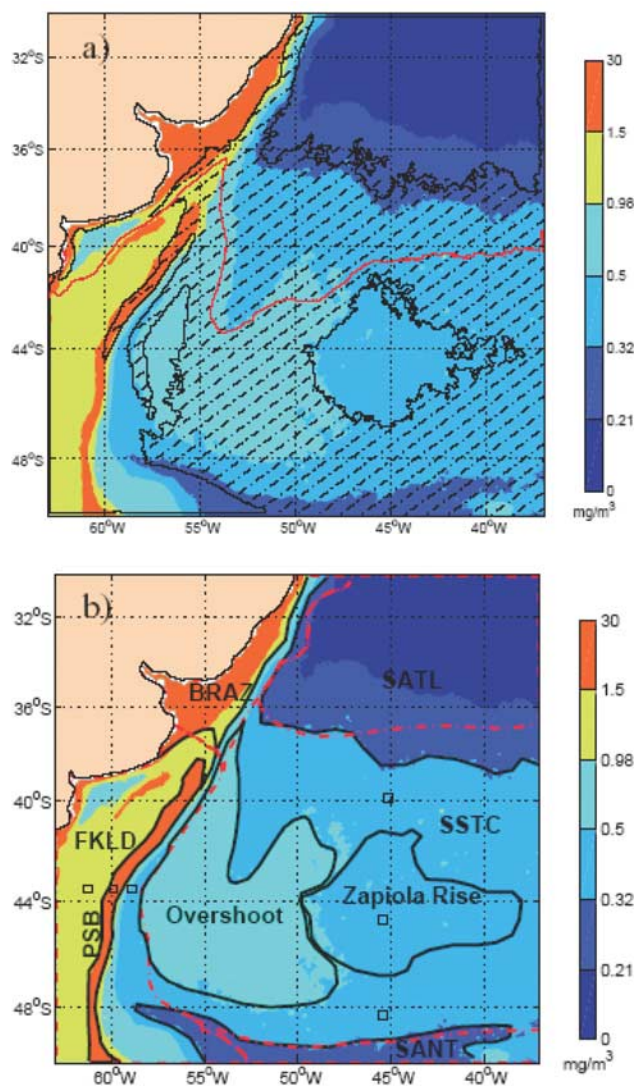 a)
32°S
36°S
40°S
44°S
48°S
60°W
55°W
50°W
45°W
40°W
30
1.5
0.98
0.5
0.32
0.21
0
mg/m³
b)
32°S
36°S
40°S
44°S
48°S
BRAZ
SATL
FKLD
SSTC
PSB
Overshoot
Zapiola Rise
SANT
60°W
55°W
50°W
45°W
40°W
30
1.5
0.98
0.5
0.32
0.21
0
mg/m³